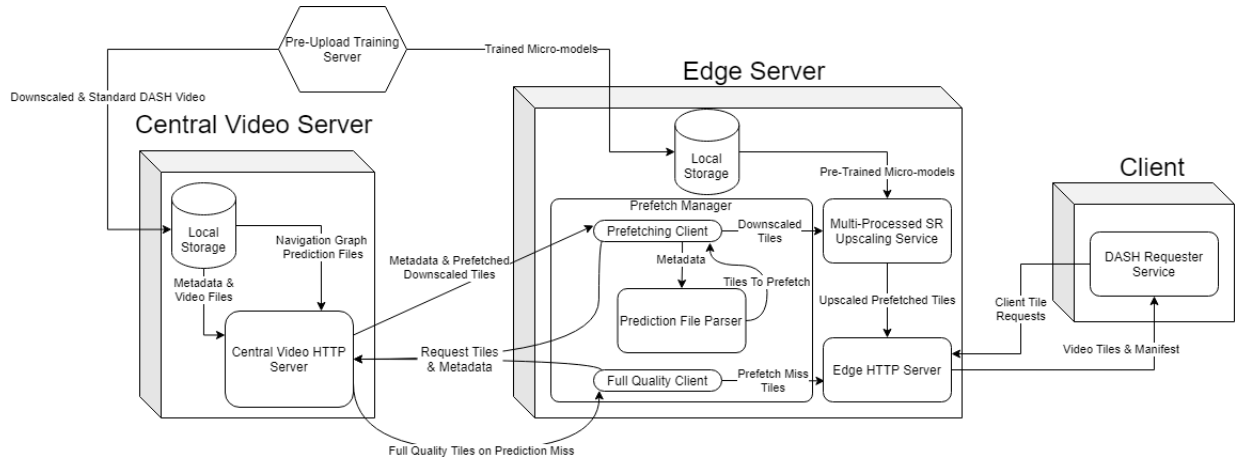 Pre-Upload Training
Server
Trained Micro-models
Downscaled & Standard DASH Video
Central Video Server
Local
Storage
Navigation Graph
Prediction Files
Metadata &
Video Files
Central Video HTTP
Server
Metadata & Prefetched
Downscaled Tiles
Request Tiles
& Metadata
Full Quality Tiles on Prediction Miss
Edge Server
Local
Storage
Pre-Trained Micro-models
Prefetch Manager
Prefetching Client
Downscaled
Tiles
Multi-Processed SR
Upscaling Service
Metadata
Tiles To Prefetch
Prediction File Parser
Upscaled Prefetched Tiles
Full Quality Client
Prefetch Miss
Tiles
Edge HTTP Server
Client
DASH Requester
Service
Client Tile
Requests
Video Tiles & Manifest